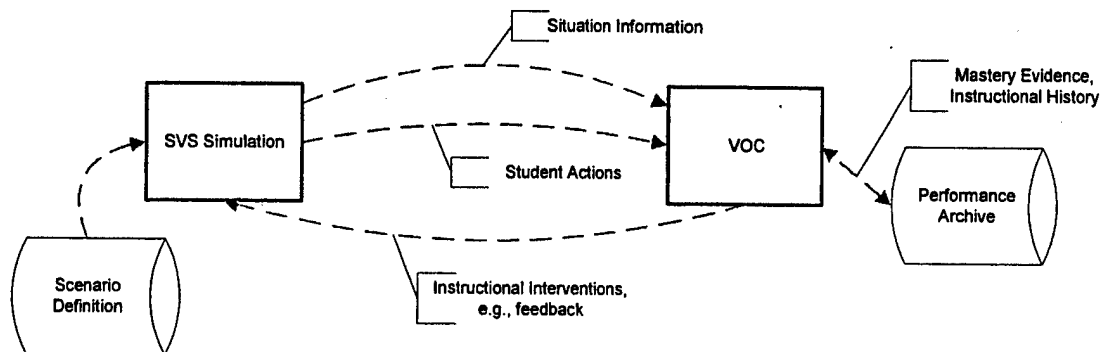 Situation Information
Mastery Evidence,
Instructional History
SVS Simulation
VOC
Student Actions
Performance
Archive
Scenario
Definition
Instructional Interventions,
e.g., feedback